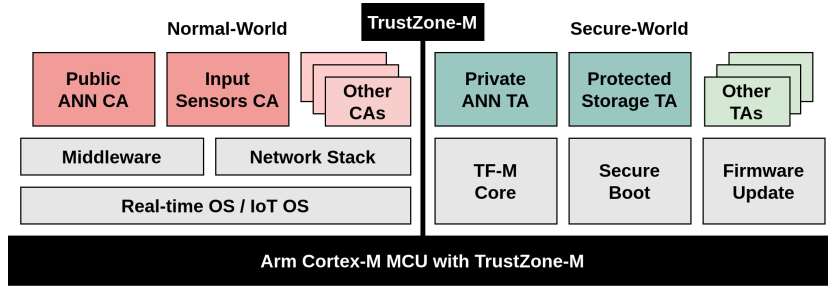 TrustZone-M
Normal-World
Secure-World
Public
ANN CA
Input
Sensors CA
Other
CAs
Private
ANN TA
Protected
Storage TA
Other
TAs
Middleware
Network Stack
Real-time OS / IoT OS
TF-M
Core
Secure
Boot
Firmware
Update
Arm Cortex-M MCU with TrustZone-M